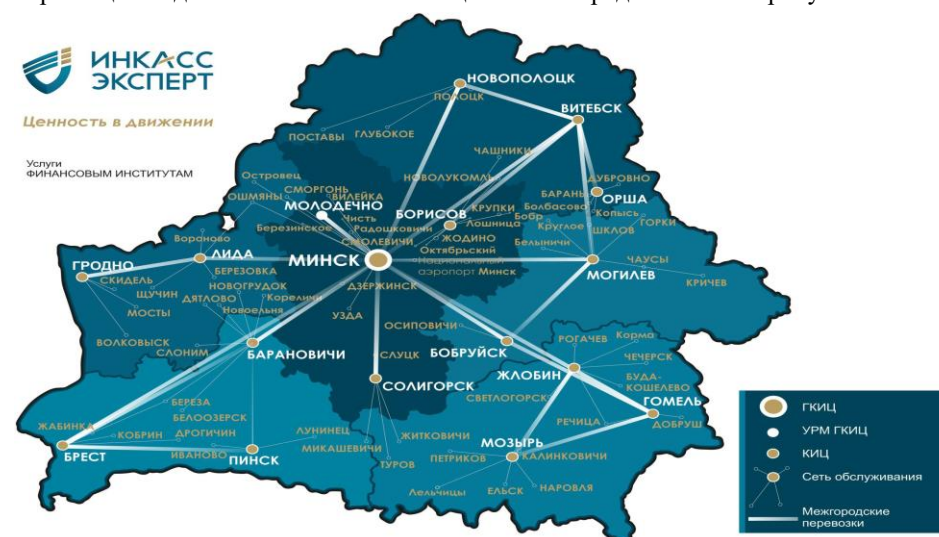 ИНКАСС
ЭКСПЕРТ
Ценность в движении
Услуги
ФИНАНСОВЫМ ИНСТИТУТАМ
НОВОПОЛОЦК
ПОЛОЦК
ВИТЕБСК
ПОСТАВЫ
ГЛУБОКОЕ
ЧАШНИКИ
Островец
НОВОЛУКОМЛЬ
ДУБРОВНО
СМОРГОНЬ
ВИЛЕЙКА
ОШМЯНЫ
БАРАНЬ
ОРША
МОЛОДЕЧНО
БОРИСОВ
КРУПКИ
Болбасово
Копысь
Чисть
Лошница
Бобр
ГОРКИ
Березинское
Радошковичи
Круглое
ШКЛОВ
Вораново
СМОЛЕВИЧИ
ЖОДИНО
Белыничи
ЛИДА
Октябрьский
МИНСК
Национальный
аэропорт Минск
ЧАУСЫ
ГРОДНО
МОГИЛЕВ
СКИДЕЛЬ
БЕРЕЗОВКА
КРИЧЕВ
ЩУЧИН
НОВОГРУДОК
ДЗЕРЖИНСК
ДЯТЛОВО
Кореличи
МОСТЫ
Новоельня
УЗДА
ОСИПОВИЧИ
ВОЛКОВЫСК
РОГАЧЕВ
Корма
СЛОНИМ
БАРАНОВИЧИ
СЛУЦК
БОБРУЙСК
ЧЕЧЕРСК
ЖЛОБИН
СОЛИГОРСК
БУДА-
КОШЕЛЕВО
СВЕТЛОГОРСК
ГОМЕЛЬ
БЕРЕЗА
БЕЛООЗЕРСК
РЕЧИЦА
ДОБРУШ
ЖАБИНКА
КОБРИН
ДРОГИЧИН
ЛУНИНЕЦ
ЖИТКОВИЧИ
МОЗЫРЬ
БРЕСТ
ИВАНОВО
ПИНСК
МИКАШЕВИЧИ
ПЕТРИКОВ
КАЛИНКОВИЧИ
ТУРОВ
Лельчицы
ЕЛЬСК
НАРОВЛЯ
ГКИЦ
УРМ ГКИЦ
КИЦ
Сеть обслуживания
Межгородские
перевозки